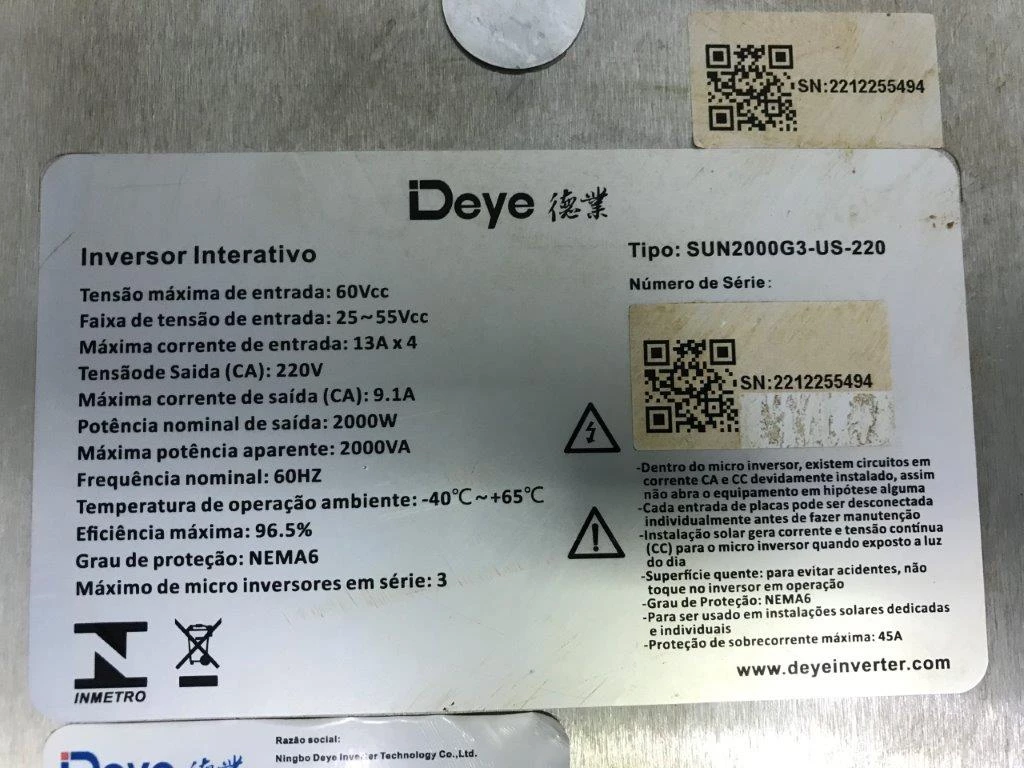 SN:2212255494
Deye 德業
Inversor Interativo
Tensão máxima de entrada: 60Vcc
Faixa de tensão de entrada: 25~55Vcc
Máxima corrente de entrada: 13A x 4
Tensãode Saida (CA): 220V
Máxima corrente de saída (CA): 9.1A
Potência nominal de saída: 2000W
Máxima potência aparente: 2000VA
Frequência nominal: 60HZ
Temperatura de operação ambiente: -40℃~+65℃
Eficiência máxima: 96.5%
Grau de proteção: NEMA6
Máximo de micro inversores em série: 3
INMETRO
Tipo: SUN2000G3-US-220
Número de Série:
SN:2212255494
-Dentro do micro inversor, existem circuitos em
corrente CA e CC devidamente instalado, assim
não abra o equipamento em hipótese alguma
-Cada entrada de placas pode ser desconectada
individualmente antes de fazer manutenção
-Instalação solar gera corrente e tensão contínua
(CC) para o micro inversor quando exposto a luz
do dia
-Superfície quente: para evitar acidentes, não
toque no inversor em operação
-Grau de Proteção: NEMA6
-Para ser usado em instalações solares dedicadas
e individuais
-Proteção de sobrecorrente máxima: 45A
www.deyeinverter.com
Deye 德業
Razão social:
Ningbo Deye Inverter Technology Co.,Ltd.